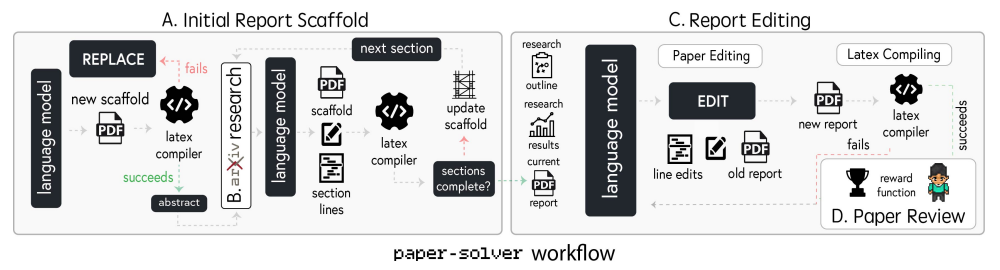 A. Initial Report Scaffold
C. Report Editing
REPLACE
fails
language model
new scaffold
PDF
</>
latex
compiler
succeeds
abstract
B. arxiv research
next section
language model
PDF
scaffold
section
lines
</>
latex
compiler
update
scaffold
sections
complete?
research
outline
research
results
current
PDF
report
language model
Paper Editing
EDIT
line edits
PDF
old report
PDF
new report
Latex Compiling
</>
latex
compiler
fails
succeeds
reward
function
D. Paper Review
paper-solver workflow